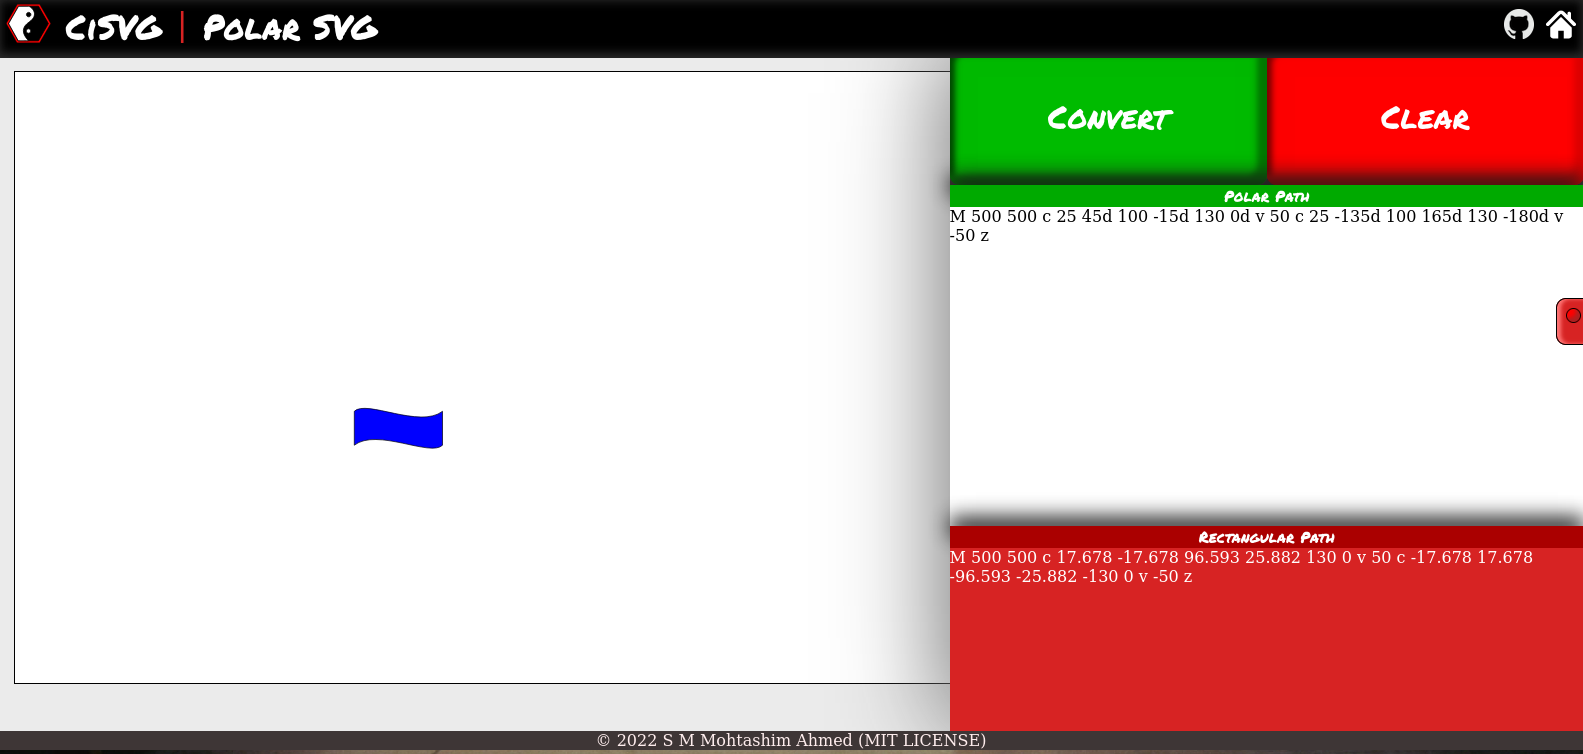 CiSVG | Polar SVG
Convert
Clear
Polar Path
M 500 500 c 25 45d 100 -15d 130 0d v 50 c 25 -135d 100 165d 130 -180d v
-50 z
Rectangular Path
M 500 500 c 17.678 -17.678 96.593 25.882 130 0 v 50 c -17.678 17.678
-96.593 -25.882 -130 0 v -50 z
© 2022 S M Mohtashim Ahmed (MIT LICENSE)